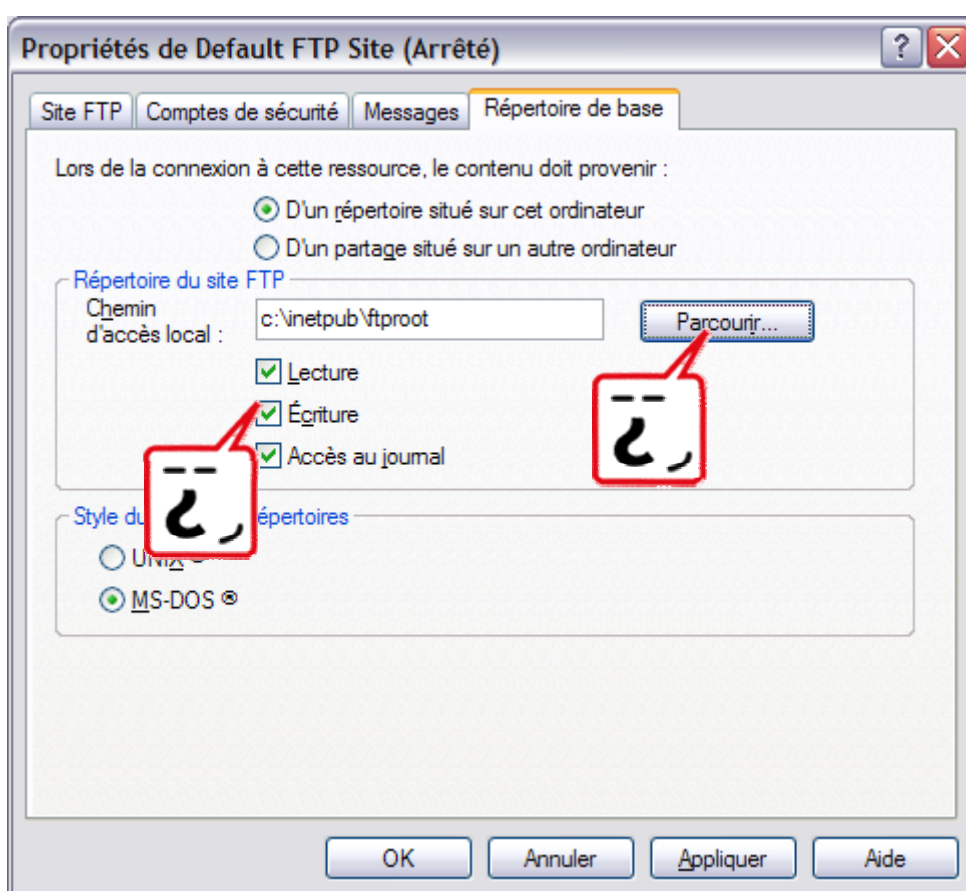 Propriétés de Default FTP Site (Arrêté)
Site FTP Comptes de sécurité Messages Répertoire de base
Lors de la connexion à cette ressource, le contenu doit provenir :
D'un répertoire situé sur cet ordinateur
D'un partage situé sur un autre ordinateur
Répertoire du site FTP
Chemin
d'accès local :
c:\inetpub\ftproot
Parcourir...
Lecture
Écriture
Accès au journal
Style du répertoires
UNIX ®
MS-DOS ®
OK Annuler Appliquer Aide